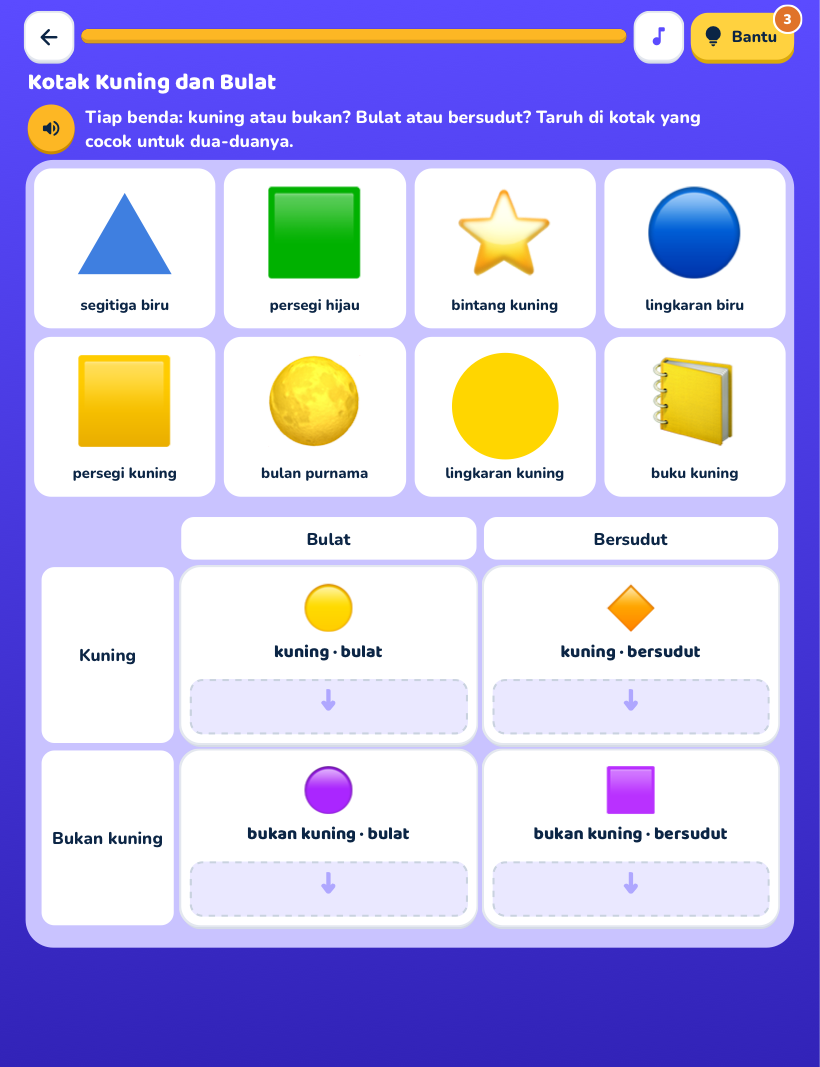 3
Bantu
Kotak Kuning dan Bulat
Tiap benda: kuning atau bukan? Bulat atau bersudut? Taruh di kotak yang
cocok untuk dua-duanya.
segitiga biru
persegi hijau
bintang kuning
lingkaran biru
persegi kuning
bulan purnama
lingkaran kuning
buku kuning
Bulat
Bersudut
Kuning
kuning · bulat
kuning · bersudut
Bukan kuning
bukan kuning · bulat
bukan kuning · bersudut